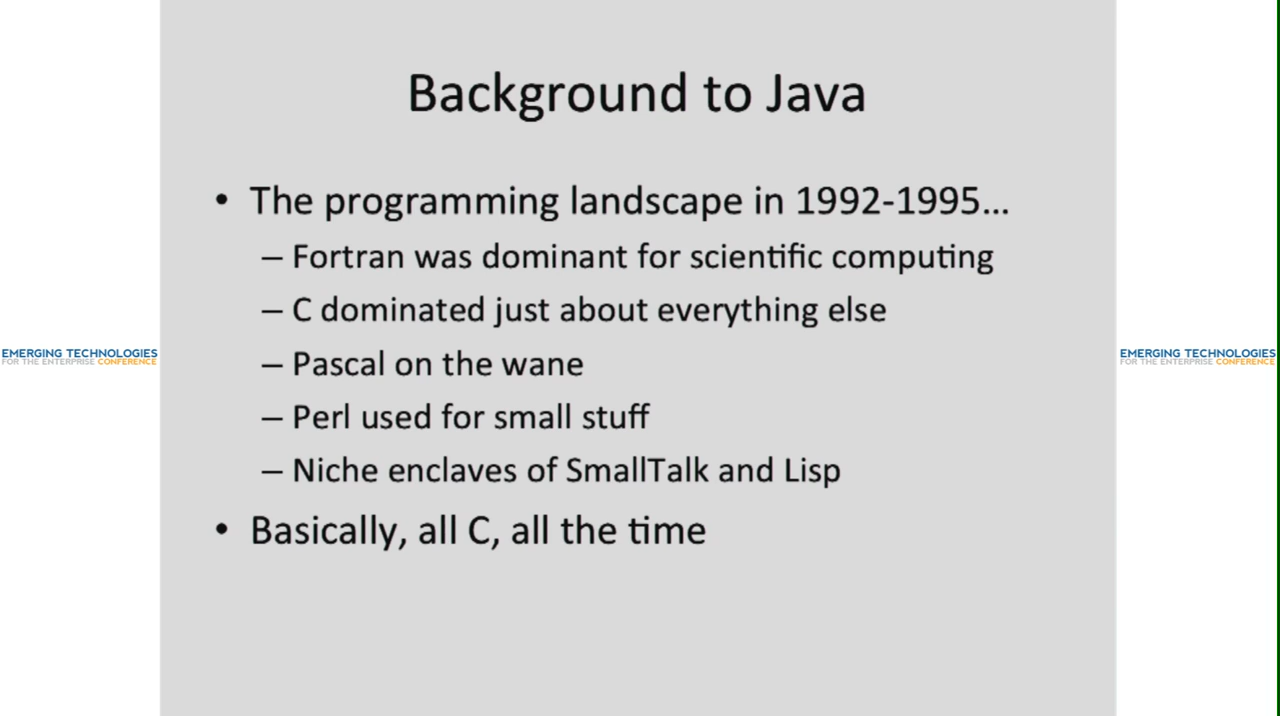 Background to Java
• The programming landscape in 1992-1995…
– Fortran was dominant for scientific computing
– C dominated just about everything else
– Pascal on the wane
– Perl used for small stuff
– Niche enclaves of SmallTalk and Lisp
• Basically, all C, all the time
EMERGING TECHNOLOGIES
FOR THE ENTERPRISE CONFERENCE
EMERGING TECHNOLOGIES
FOR THE ENTERPRISE CONFERENCE